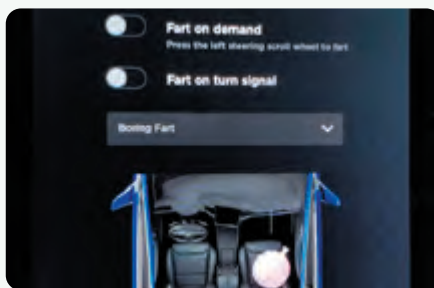 Fart on demand
Press the left steering scroll wheel to fart
Fart on turn signal
Boring Fart